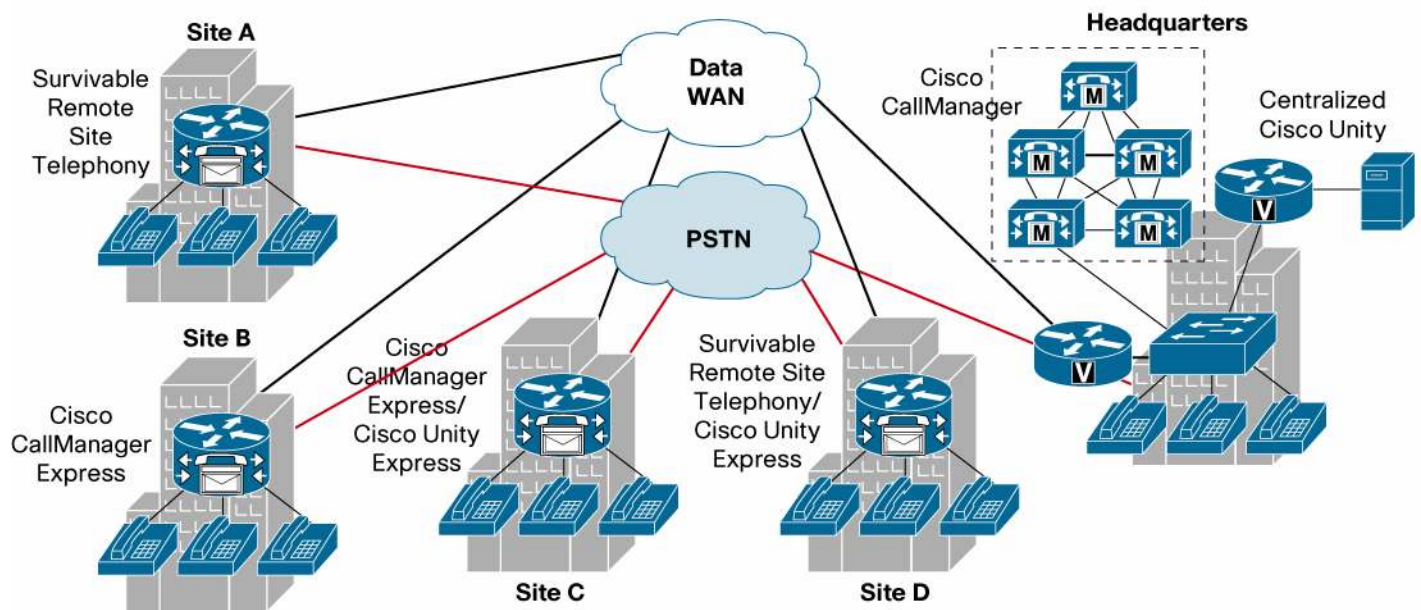 Site A
Survivable
Remote
Site
Telephony
Data
WAN
PSTN
Headquarters
Cisco
CallManager
M
M
M
M
M
Centralized
Cisco Unity
V
V
Site B
Cisco
CallManager
Express
Cisco
CallManager
Express/
Cisco Unity
Express
Site C
Survivable
Remote Site
Telephony/
Cisco Unity
Express
Site D